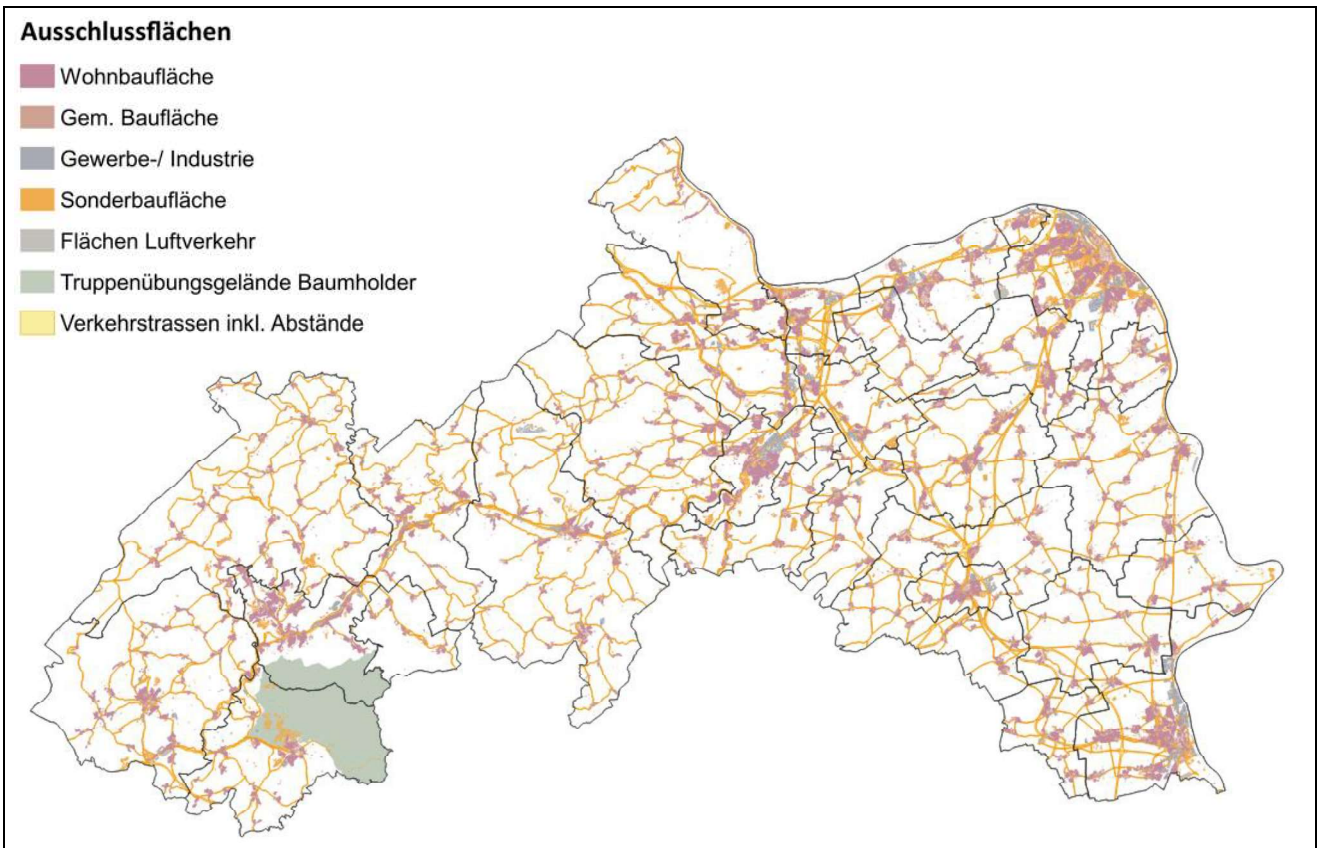 Ausschlussflächen
Wohnbaufläche
Gem. Baufläche
Gewerbe-/ Industrie
Sonderbaufläche
Flächen Luftverkehr
Truppenübungsgelände Baumholder
Verkehrstrassen inkl. Abstände